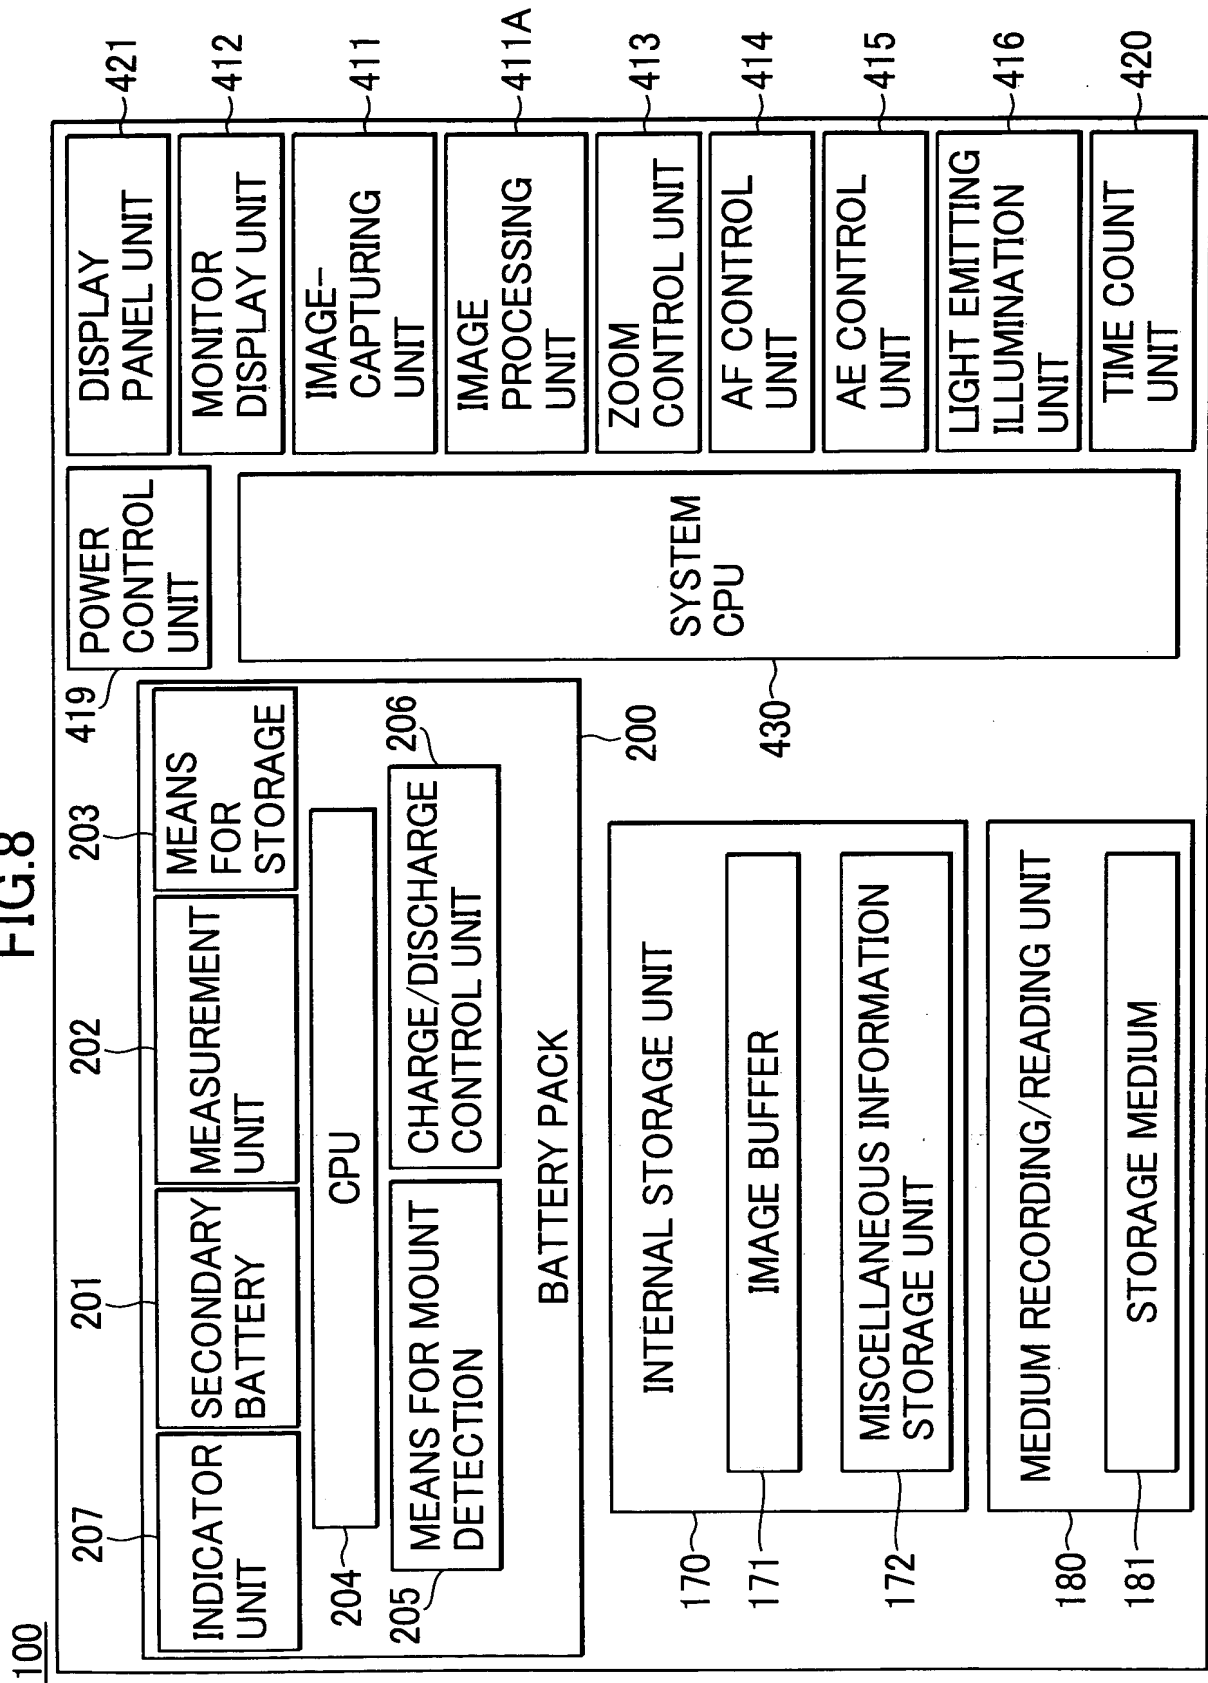 FIG.8
100
207
201
202
203
419
INDICATOR
UNIT
SECONDARY
BATTERY
MEASUREMENT
UNIT
MEANS
FOR
STORAGE
204
CPU
205
MEANS FOR MOUNT
DETECTION
CHARGE/DISCHARGE
CONTROL UNIT
206
BATTERY PACK
200
170
INTERNAL STORAGE UNIT
171
IMAGE BUFFER
172
MISCELLANEOUS INFORMATION
STORAGE UNIT
180
MEDIUM RECORDING/READING UNIT
181
STORAGE MEDIUM
POWER
CONTROL
UNIT
SYSTEM
CPU
430
DISPLAY
PANEL UNIT
421
MONITOR
DISPLAY UNIT
412
IMAGE-
CAPTURING
UNIT
411
IMAGE
PROCESSING
UNIT
411A
ZOOM
CONTROL UNIT
413
AF CONTROL
UNIT
414
AE CONTROL
UNIT
415
LIGHT EMITTING
ILLUMINATION
UNIT
416
TIME COUNT
UNIT
420